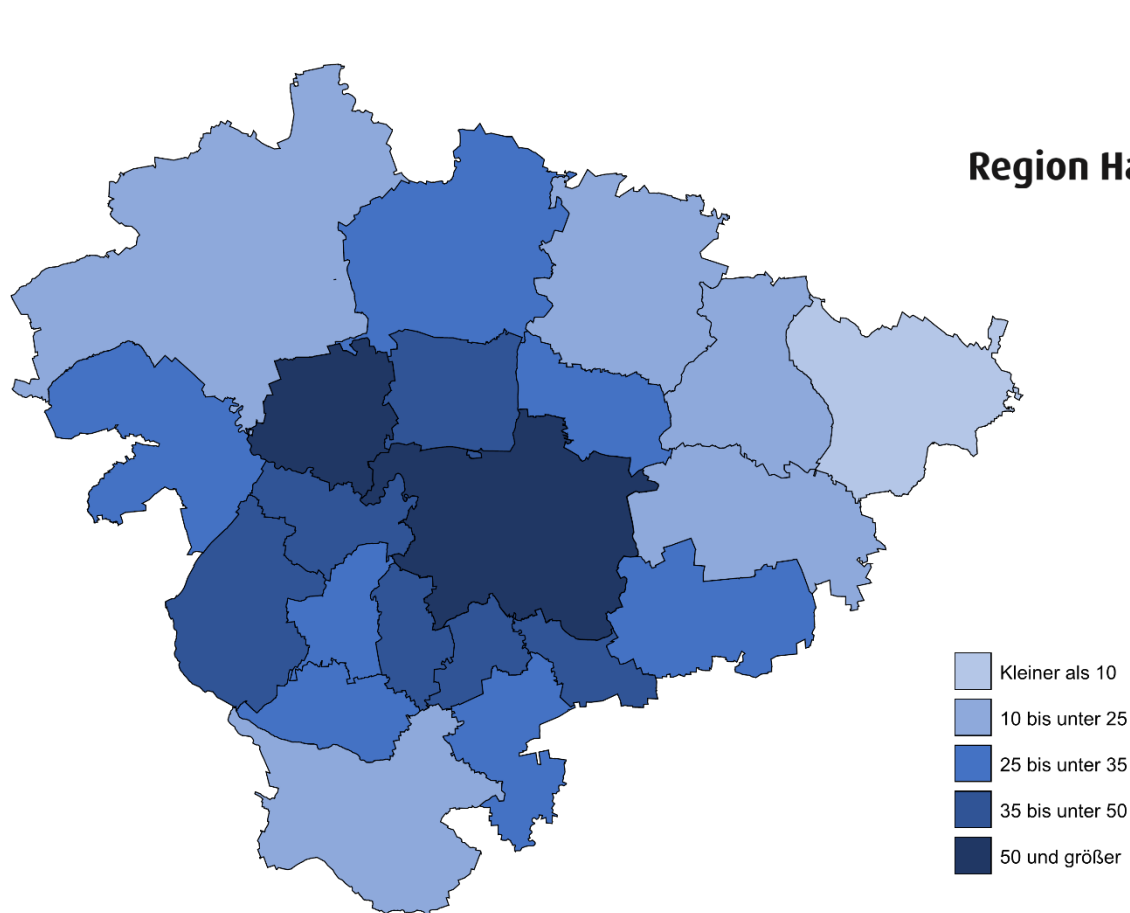 Region Ha
Kleiner als 10
10 bis unter 25
25 bis unter 35
35 bis unter 50
50 und größer